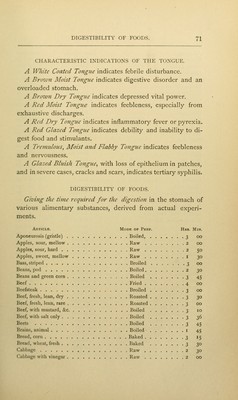 DIGESTIBILITY OF FOODS. 71
CHARACTERISTIC INDICATIONS OF THE TONGUE.
A White Coated Tongue indicates febrile disturbance.
A Brown Moist Tongue indicates digestive disorder and an
overloaded stomach.
A Brown Dry Tongue indicates depressed vital power.
A Red Moist Tongue indicates feebleness, especially from
exhaustive discharges.
A Red Dry Tongue indicates inflammatory fever or pyrexia.
A Red Glazed Tongue indicates debility and inability to di-
gest food and stimulants.
A Tremulous, Moist and Flabby Tongue indicates feebleness
and nervousness.
A Glazed Bluish Tongue, with loss of epithelium in patches,
and in severe cases, cracks and scars, indicates tertiary syphilis.
DIGESTIBILITY OF FOODS.
Giving the time required for the digestion in the stomach of
various alimentary substances, derived from actual experi-
ments.
Article. Mode of Prep. Hrs Min.
Aponeurosis (gristle) . . . Boiled, . . . 3 00
Apples, sour, mellow . . . Raw . . . 2 00
Apples, sour, hard . . . Raw . . . 2 50
Apples, sweet, mellow . . . Raw . . . 1 30
Bass, striped . . . Broiled . . . 3 00
Beans, pod . . . Boiled . . . 2 30
Beans and green corn . . . Boiled . . . 3 45
Beef . . . Fried . . . 4 00
Beefsteak . . . Broiled . . . 3 00
Beef, fresh, lean, dry . . . Roasted . . . 3 30
Beef, fresh, lean, rare . . . Roasted . . . 3 00
Beef, with mustard, &c. . . . Boiled . . . 3 10
Beef, with salt only . . . Boiled . . . 3 36
Beets . . . Boiled . . . 3 45
Brains, animal . . . Boiled . . . 1 45
Bread, corn . . . Baked . . . 3 15
Bread, wheat, fresh . . . Baked . . . 3 30
Cabbage . . . Raw . . . 2 30
Cabbage with vinegar . . . Raw . . . 2 00